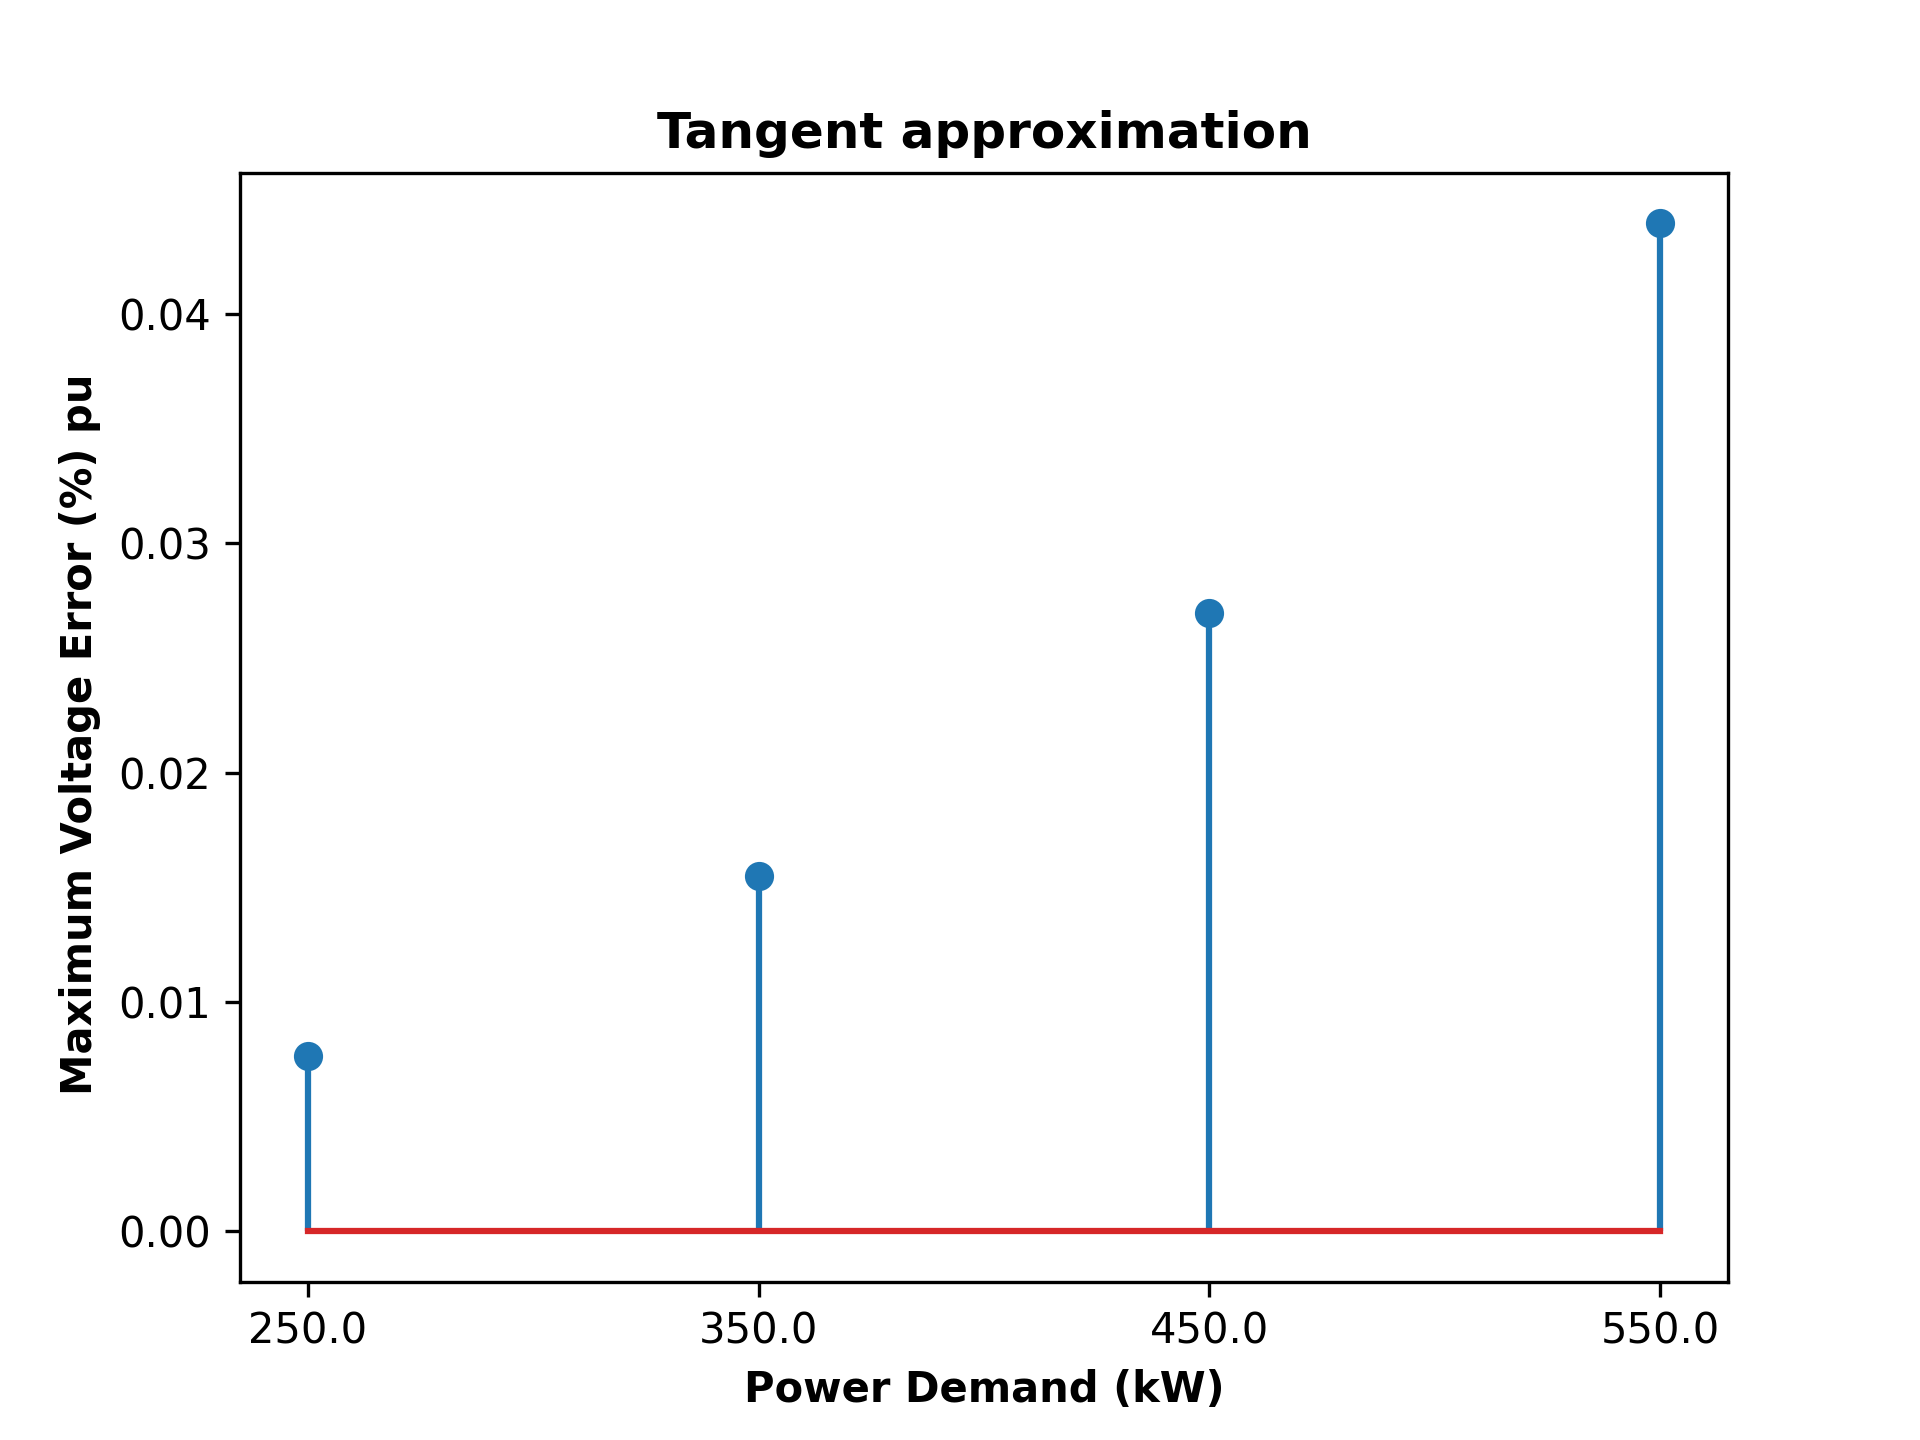 Tangent approximation
Maximum Voltage Error (%) pu
0.04
0.03
0.02
0.01
0.00
250.0 350.0 450.0 550.0
Power Demand (kW)